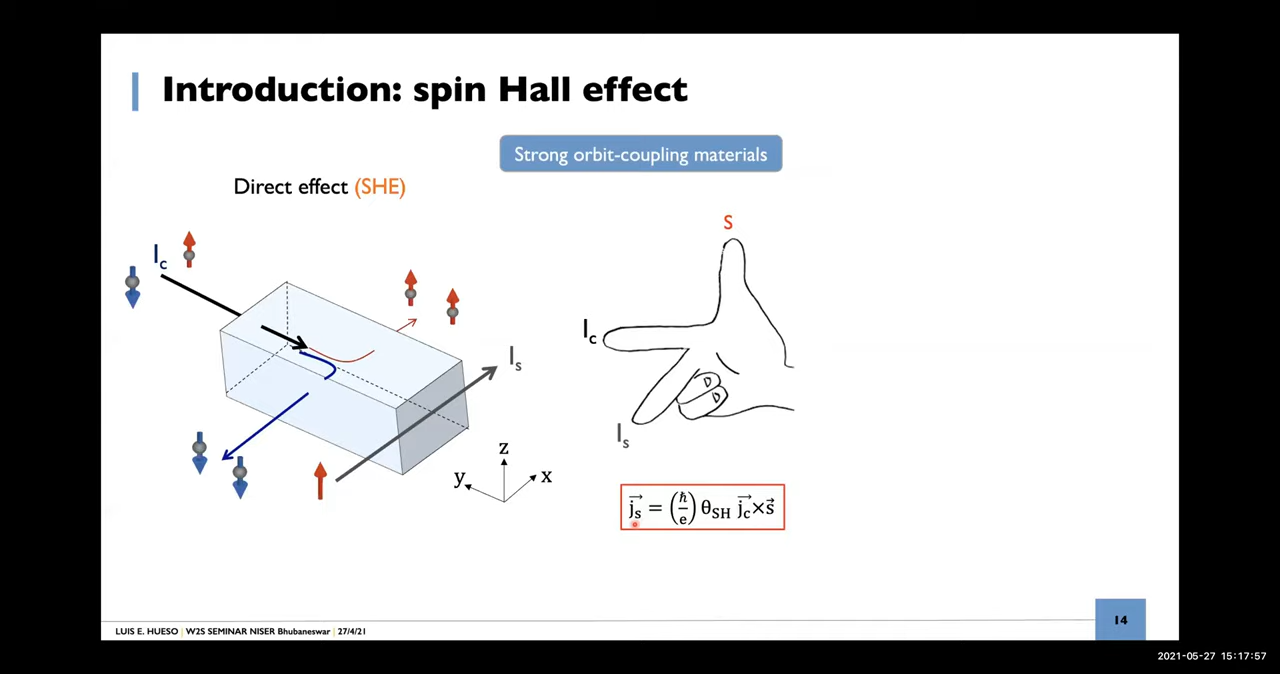 Introduction: spin Hall effect
Strong orbit-coupling materials
Direct effect (SHE)
Ic
Is
z
y
x
S
Ic
Is
D
D
j⃗s = (ħ/e) θSH j⃗c×s⃗
LUIS E. HUESO | W2S SEMINAR NISER Bhubaneswar | 27/4/21
14
2021-05-27 15:17:57